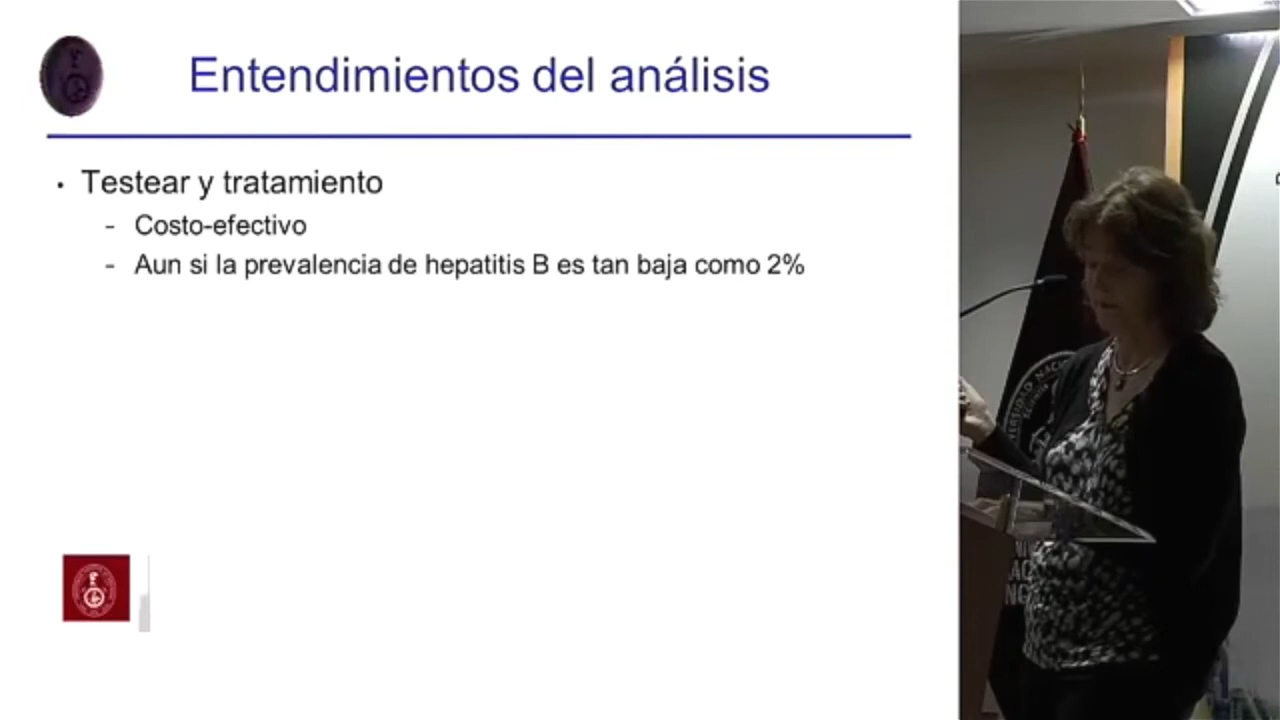 Entendimientos del análisis
• Testear y tratamiento
- Costo-efectivo
- Aun si la prevalencia de hepatitis B es tan baja como 2%